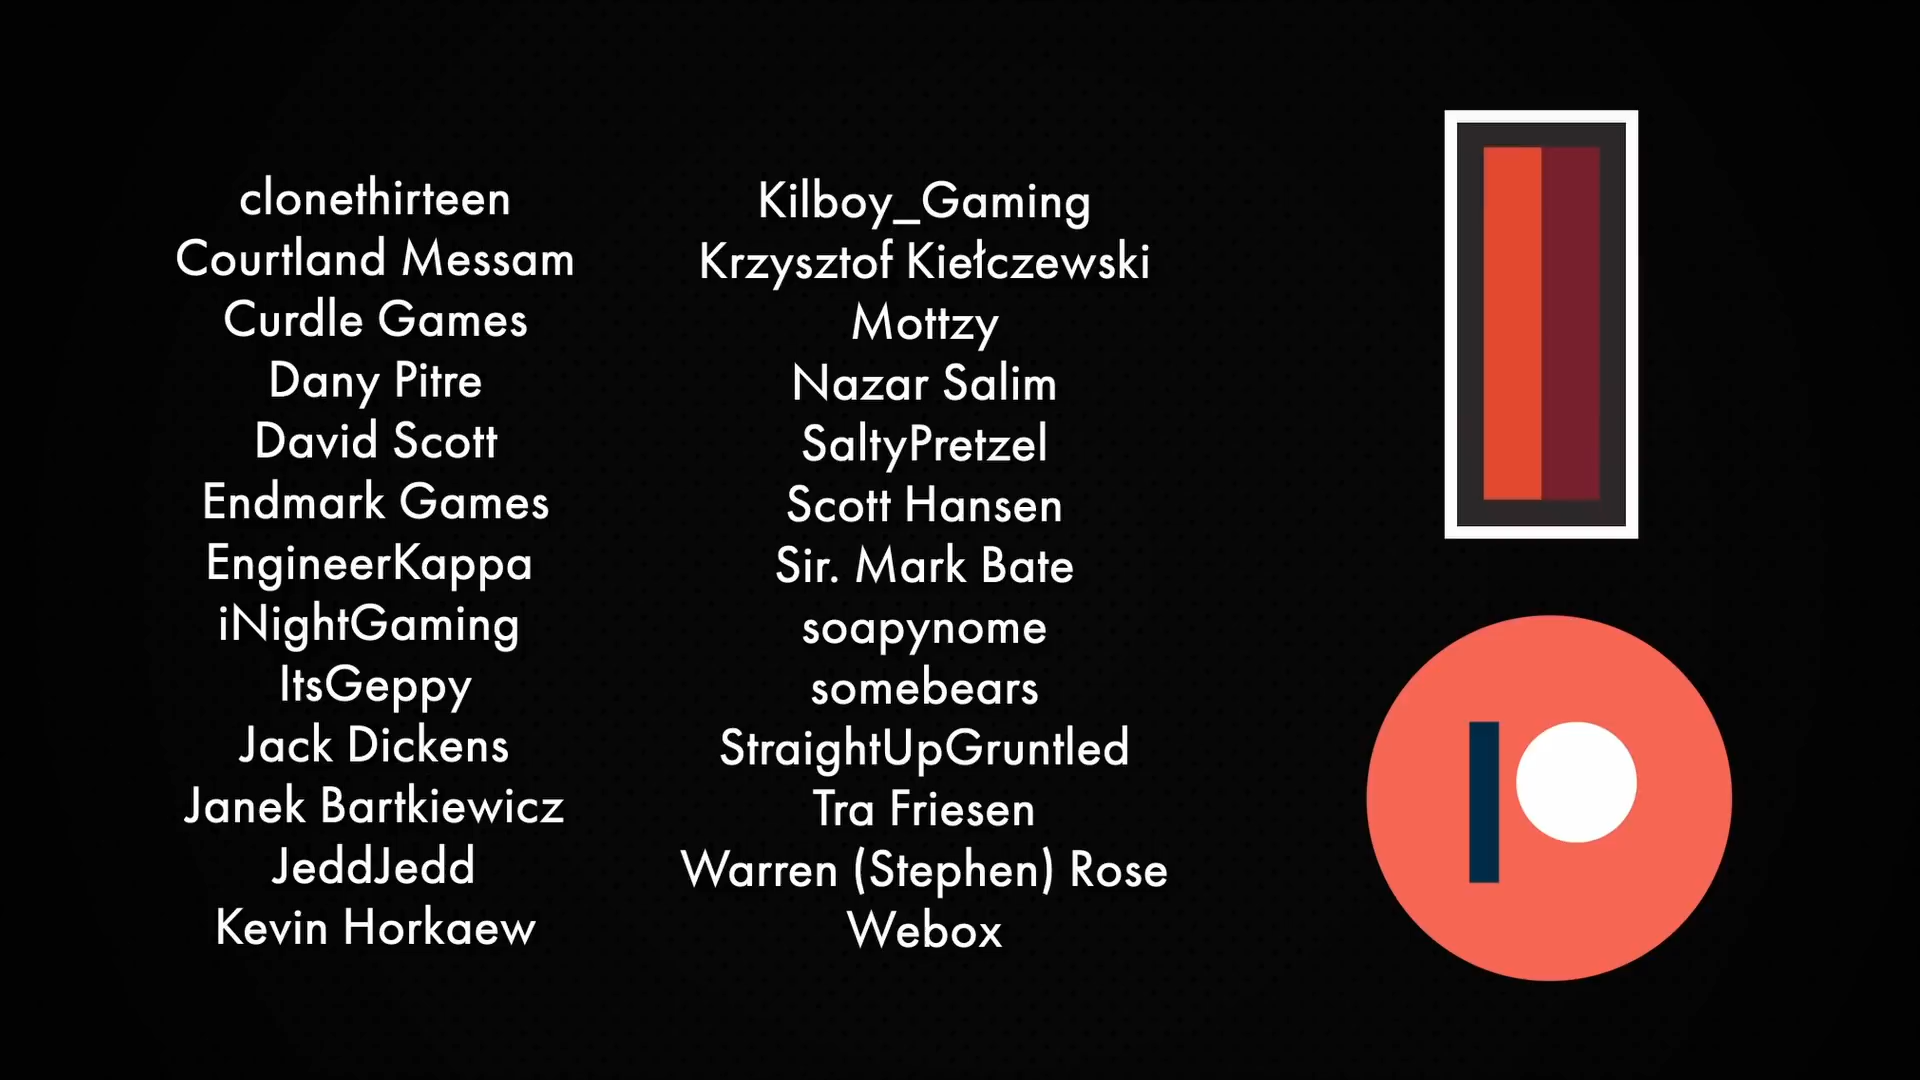 clonethirteen
Courtland Messam
Curdle Games
Dany Pitre
David Scott
Endmark Games
EngineerKappa
iNightGaming
ItsGeppy
Jack Dickens
Janek Bartkiewicz
JeddJedd
Kevin Horkaew
Kilboy_Gaming
Krzysztof Kiełczewski
Mottzy
Nazar Salim
SaltyPretzel
Scott Hansen
Sir. Mark Bate
soapynome
somebears
StraightUpGruntled
Tra Friesen
Warren (Stephen) Rose
Webox